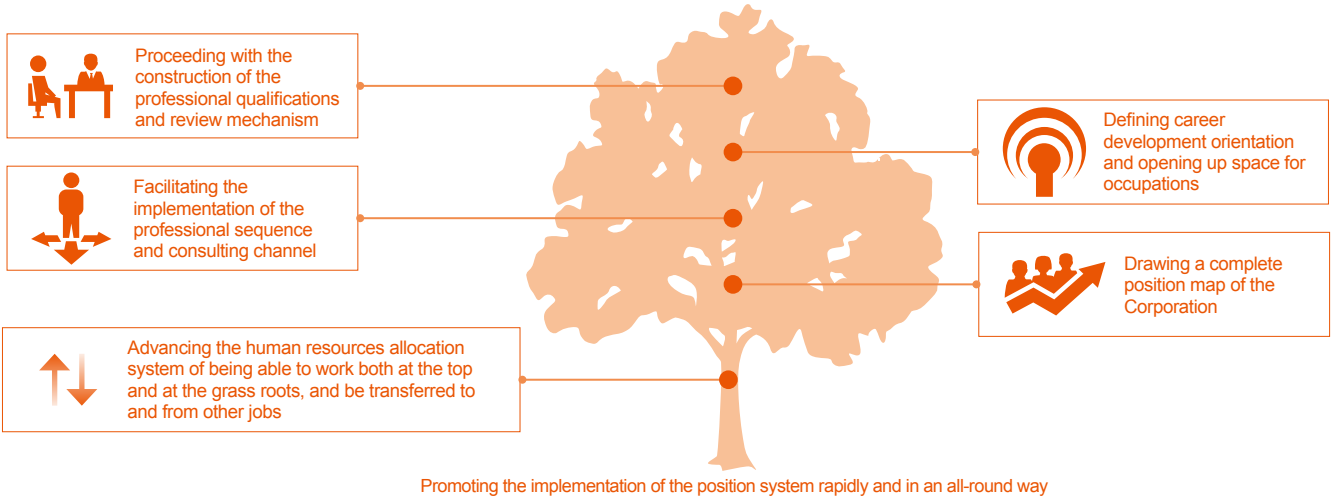 Proceeding with the
construction of the
professional qualifications
and review mechanism
Facilitating the
implementation of the
professional sequence
and consulting channel
Advancing the human resources allocation
system of being able to work both at the top
and at the grass roots, and be transferred to
and from other jobs
Defining career
development orientation
and opening up space for
occupations
Drawing a complete
position map of the
Corporation
Promoting the implementation of the position system rapidly and in an all-round way